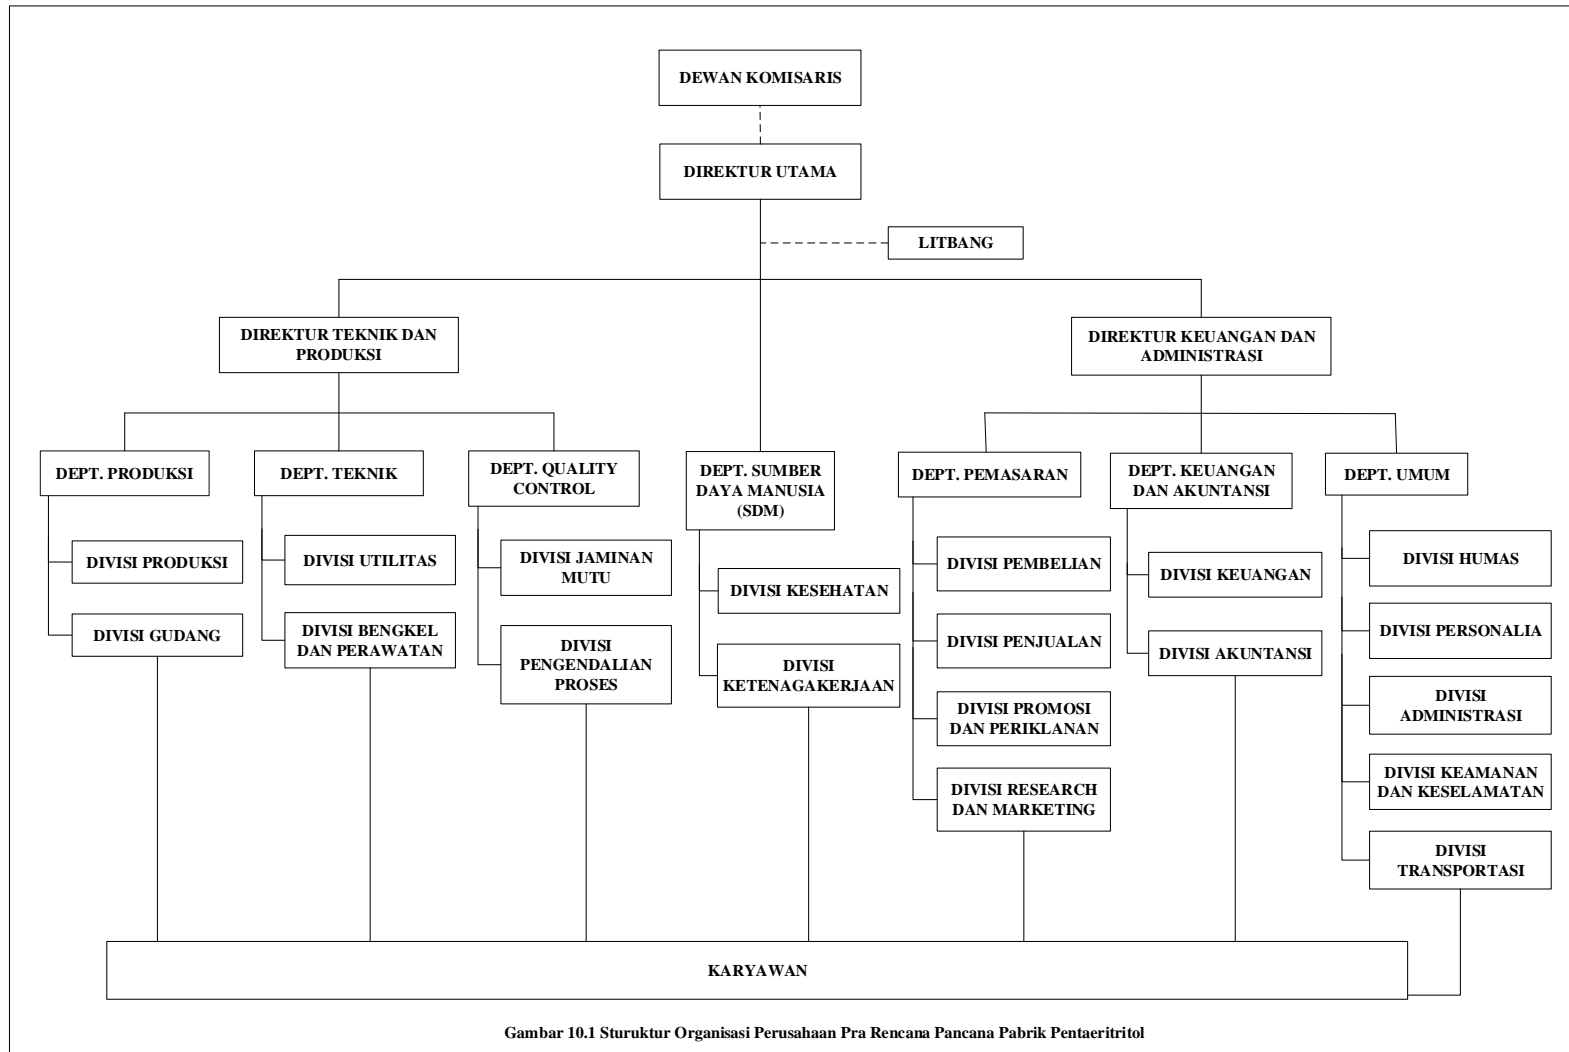 DEWAN KOMISARIS
DIREKTUR UTAMA
LITBANG
DIREKTUR TEKNIK DAN
PRODUKSI
DIREKTUR KEUANGAN DAN
ADMINISTRASI
DEPT. PRODUKSI
DEPT. TEKNIK
DEPT. QUALITY
CONTROL
DEPT. SUMBER
DAYA MANUSIA
(SDM)
DEPT. PEMASARAN
DEPT. KEUANGAN
DAN AKUNTANSI
DEPT. UMUM
DIVISI PRODUKSI
DIVISI GUDANG
DIVISI UTILITAS
DIVISI BENGKEL
DAN PERAWATAN
DIVISI JAMINAN
MUTU
DIVISI
PENGENDALIAN
PROSES
DIVISI KESEHATAN
DIVISI
KETENAGAKERJAAN
DIVISI PEMBELIAN
DIVISI PENJUALAN
DIVISI PROMOSI
DAN PERIKLANAN
DIVISI RESEARCH
DAN MARKETING
DIVISI KEUANGAN
DIVISI AKUNTANSI
DIVISI HUMAS
DIVISI PERSONALIA
DIVISI
ADMINISTRASI
DIVISI KEAMANAN
DAN KESELAMATAN
DIVISI
TRANSPORTASI
KARYAWAN
Gambar 10.1 Sturuktur Organisasi Perusahaan Pra Rencana Pancana Pabrik Pentaeritritol